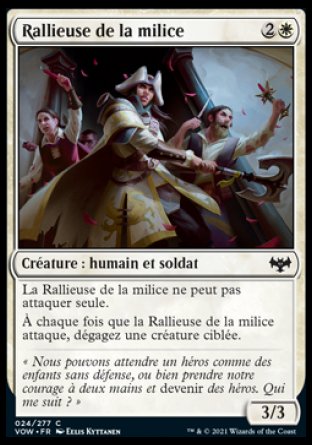 Rallieuse de la milice 2
Créature : humain et soldat
La Rallieuse de la milice ne peut pas
attaquer seule.
À chaque fois que la Rallieuse de la milice
attaque, dégagez une créature ciblée.
« Nous pouvons attendre un héros comme des
enfants sans défense, ou bien prendre notre
courage à deux mains et devenir des héros. Qui
me suit ? »
3/3
024/277 C
VOW • FR EELIS KYTTANEN
™ & © 2021 Wizards of the Coast